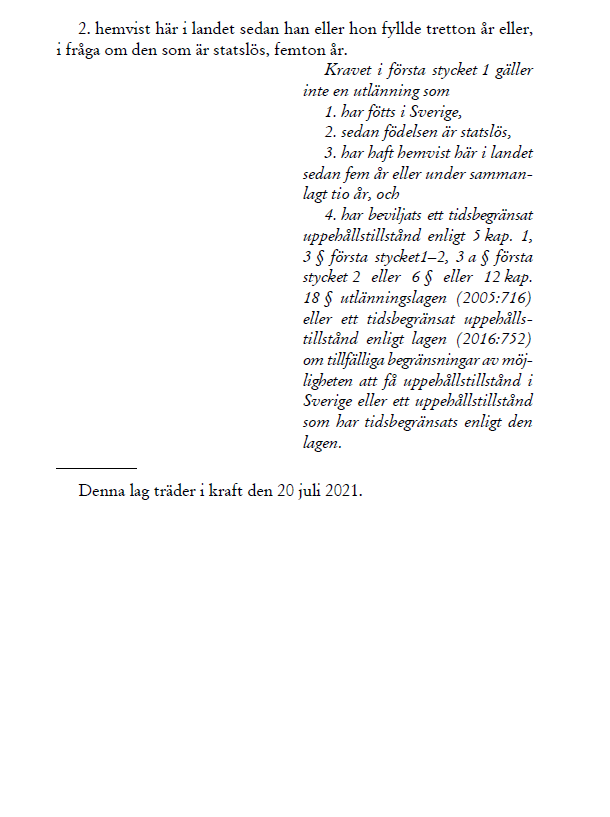 2. hemvist här i landet sedan han eller hon fyllde tretton år eller,
i fråga om den som är statslös, femton år.
Kravet i första stycket 1 gäller
inte en utlänning som
1. har fötts i Sverige,
2. sedan födelsen är statslös,
3. har haft hemvist här i landet
sedan fem år eller under samman-
lagt tio år, och
4. har beviljats ett tidsbegränsat
uppehållstillstånd enligt 5 kap. 1,
3 § första stycket1–2, 3 a § första
stycket 2 eller 6 § eller 12 kap.
18 § utlänningslagen (2005:716)
eller ett tidsbegränsat uppehålls-
tillstånd enligt lagen (2016:752)
om tillfälliga begränsningar av möj-
ligheten att få uppehållstillstånd i
Sverige eller ett uppehållstillstånd
som har tidsbegränsats enligt den
lagen.
Denna lag träder i kraft den 20 juli 2021.